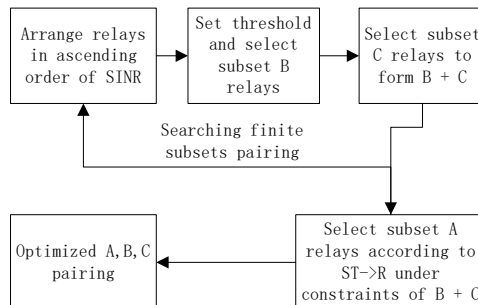 Arrange relays
in ascending
order of SINR
Set threshold
and select
subset B
relays
Select subset
C relays to
form B + C
Searching finite
subsets pairing
Optimized A,B,C
pairing
Select subset A
relays according to
ST->R under
constraints of B + C